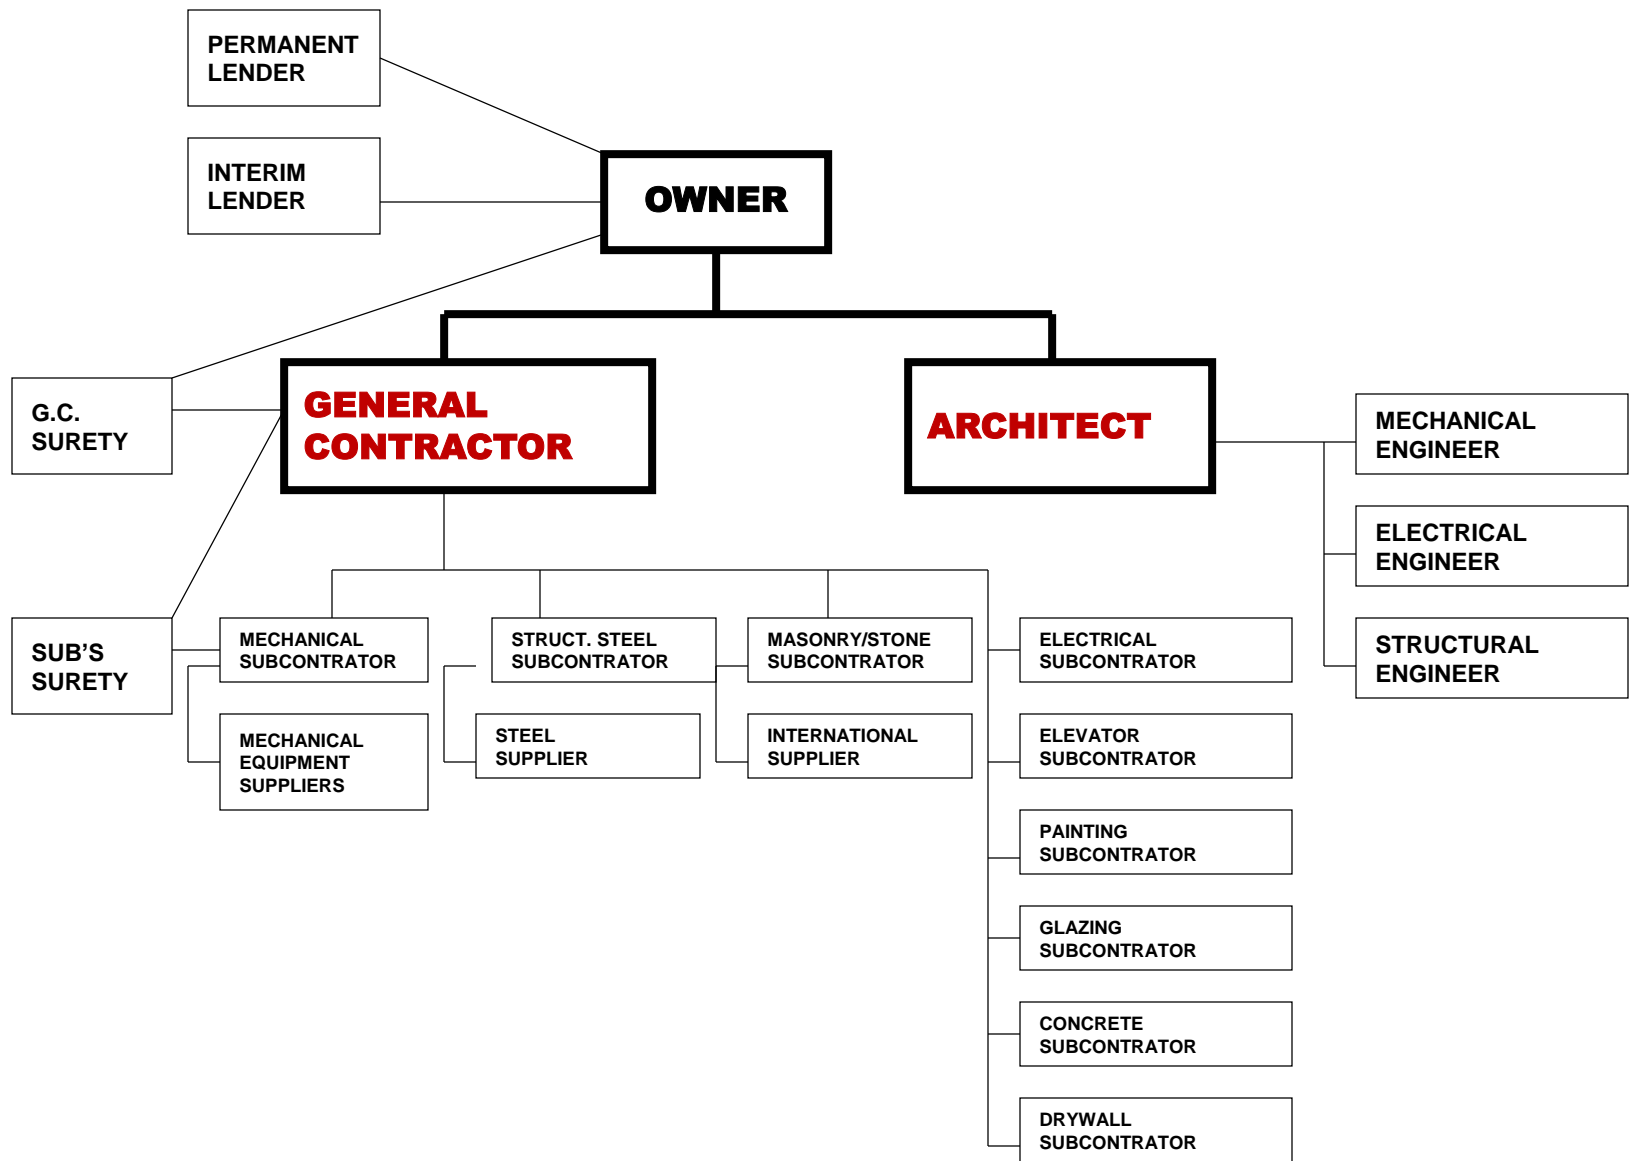 PERMANENT
LENDER
INTERIM
LENDER
OWNER
GENERAL
CONTRACTOR
ARCHITECT
G.C.
SURETY
MECHANICAL
ENGINEER
ELECTRICAL
ENGINEER
STRUCTURAL
ENGINEER
SUB'S
SURETY
MECHANICAL
SUBCONTRATOR
STRUCT. STEEL
SUBCONTRATOR
MASONRY/STONE
SUBCONTRATOR
ELECTRICAL
SUBCONTRATOR
MECHANICAL
EQUIPMENT
SUPPLIERS
STEEL
SUPPLIER
INTERNATIONAL
SUPPLIER
ELEVATOR
SUBCONTRATOR
PAINTING
SUBCONTRATOR
GLAZING
SUBCONTRATOR
CONCRETE
SUBCONTRATOR
DRYWALL
SUBCONTRATOR